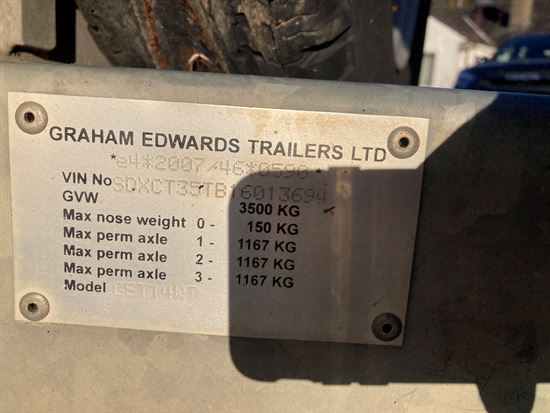 GRAHAM EDWARDS TRAILERS LTD
*e4*2007/46*0590*
VIN No SDXCT35TB16013694
GVW 3500 KG
Max nose weight 0 - 150 KG
Max perm axle 1 - 1167 KG
Max perm axle 2 - 1167 KG
Max perm axle 3 - 1167 KG
Model